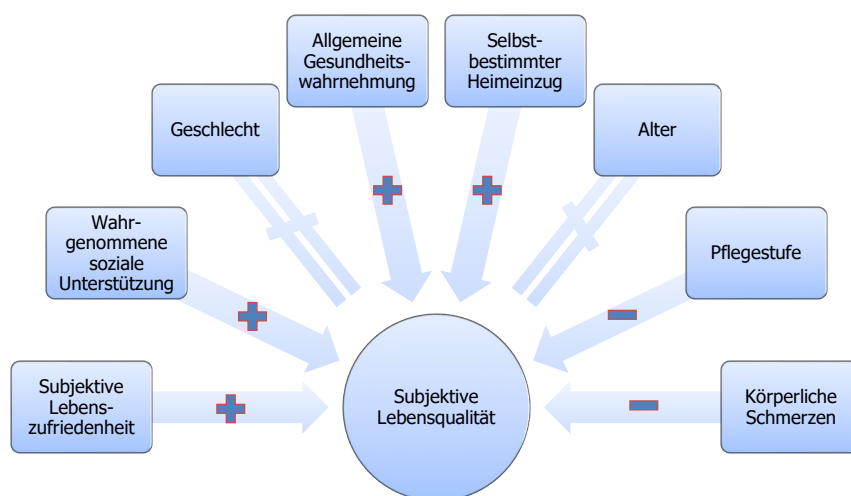 Allgemeine
Gesundheits-
wahrnehmung
Selbst-
bestimmter
Heimeinzug
Geschlecht
Alter
Wahr-
genommene
soziale
Unterstützung
Pflegestufe
Subjektive
Lebens-
zufriedenheit
Subjektive
Lebensqualität
Körperliche
Schmerzen